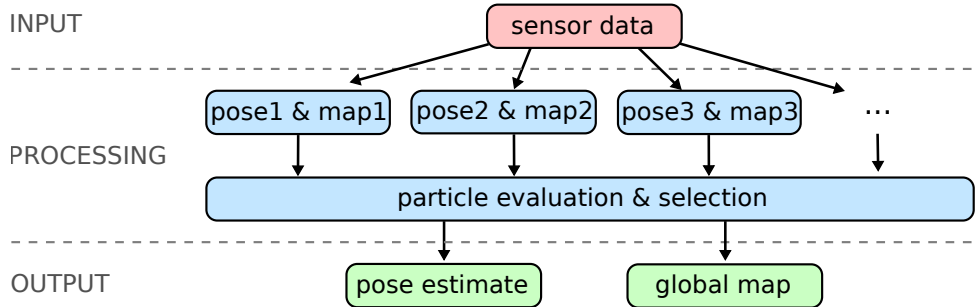 INPUT
sensor data
pose1 & map1
pose2 & map2
pose3 & map3
...
PROCESSING
particle evaluation & selection
OUTPUT
pose estimate
global map